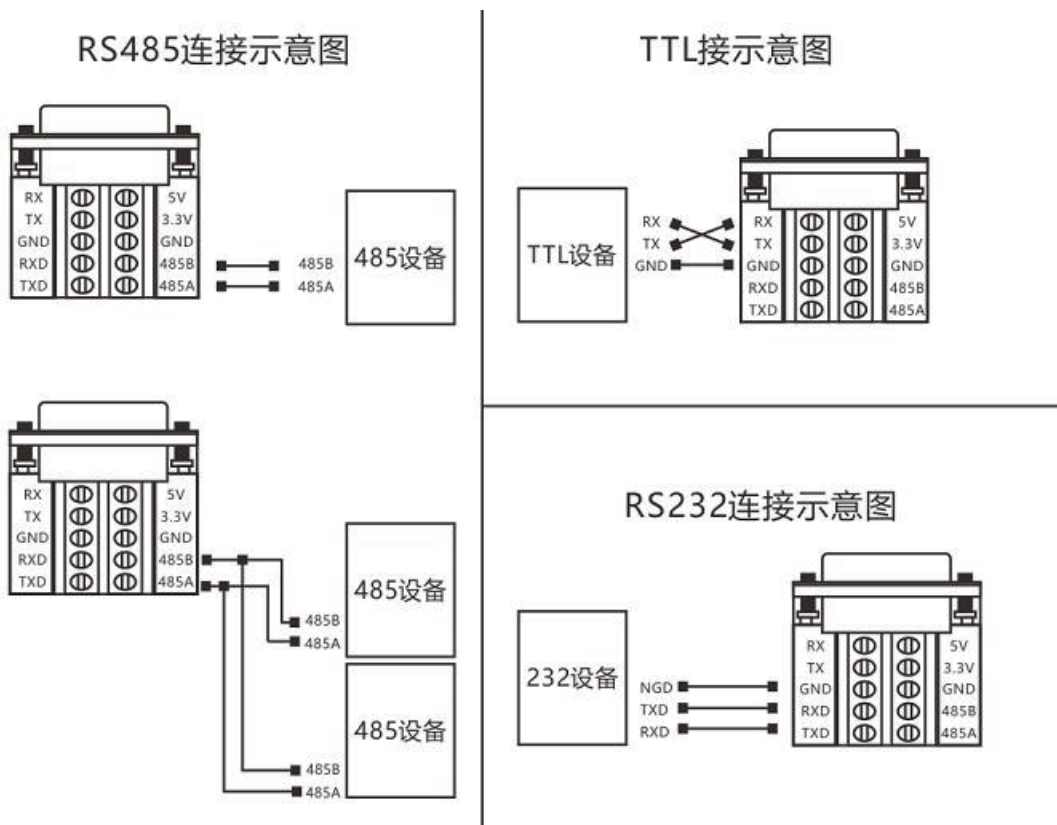 RS485连接示意图
RX 5V
TX 3.3V
GND GND
RXD 485B
TXD 485A
485B
485A
485设备
RX 5V
TX 3.3V
GND GND
RXD 485B
TXD 485A
485B
485A
485设备
485B
485A
485设备
TTL接示意图
TTL设备
RX
TX
GND
RX 5V
TX 3.3V
GND GND
RXD 485B
TXD 485A
RS232连接示意图
232设备
NGD
TXD
RXD
RX 5V
TX 3.3V
GND GND
RXD 485B
TXD 485A